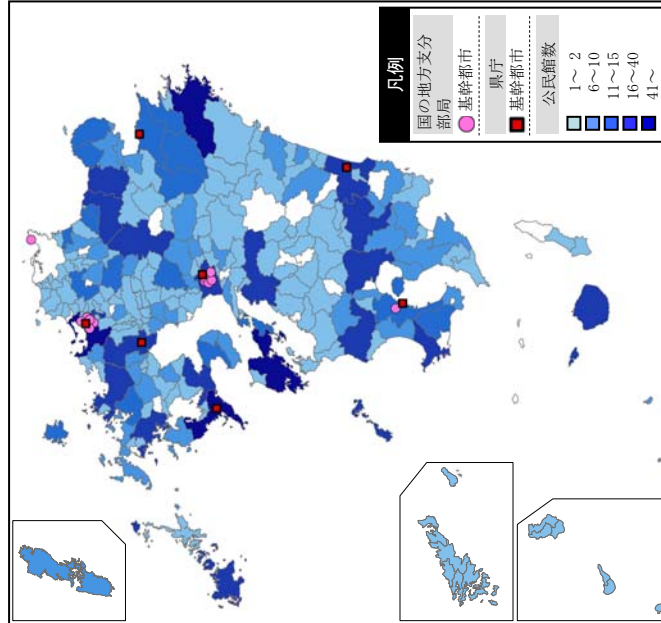 凡例
国の地方支分
部局
基幹都市
県庁
基幹都市
公民館数
1～ 2
6～10
11～15
16～40
41～